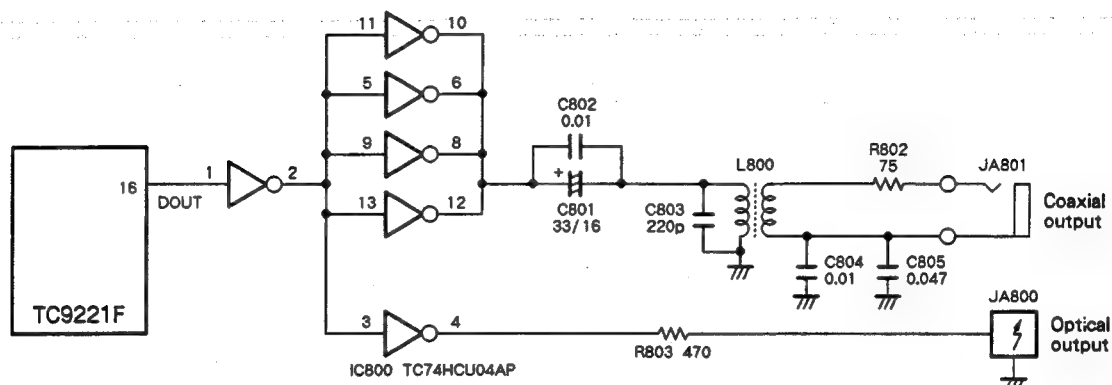 11 10
5 6
C802
0.01
9 8
L800
R802
75
JA801
16
1 2
DOUT
+
13 12
C801
33/16
C803
220p
Coaxial
output
C804
0.01
C805
0.047
TC9221F
3 4
R803 470
JA800
Optical
output
IC800 TC74HCU04AP